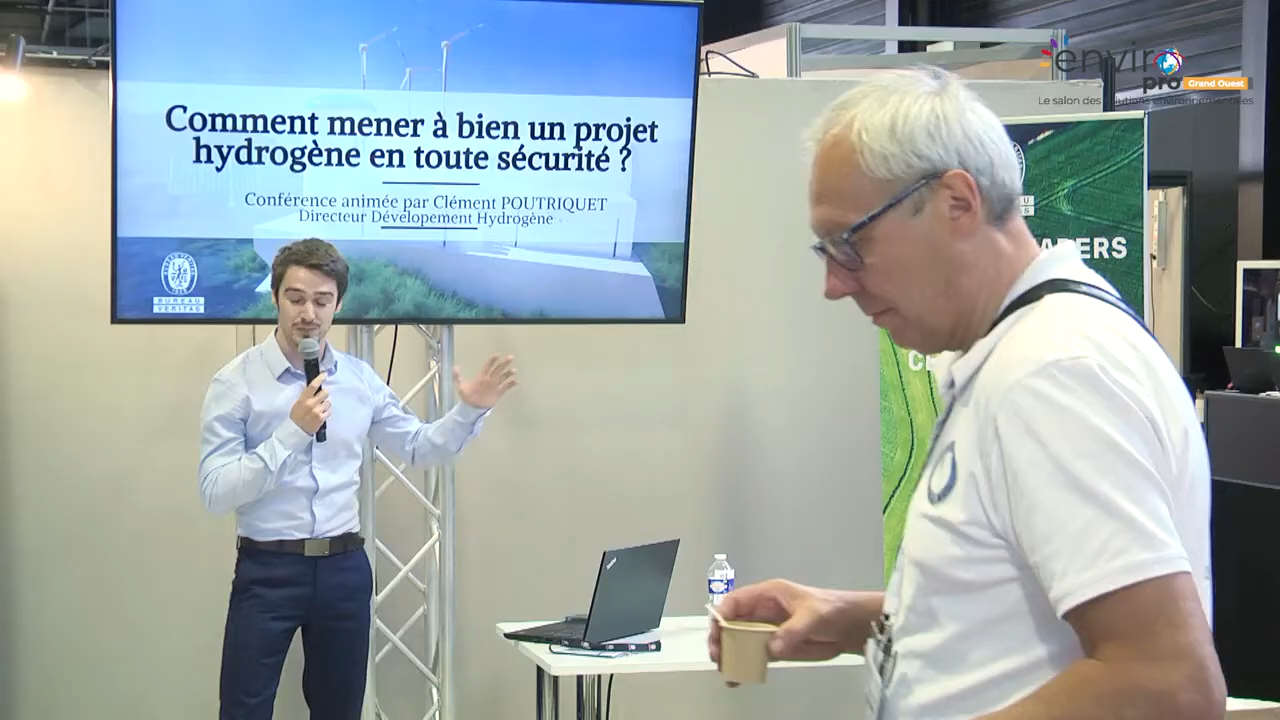 Comment mener à bien un projet
hydrogène en toute sécurité ?
Conférence animée par Clément POUTRIQUET
Directeur Dévelopement Hydrogène
BUREAU
VERITAS
enviro
pro
Grand Ouest
Le salon des solutions environnementales